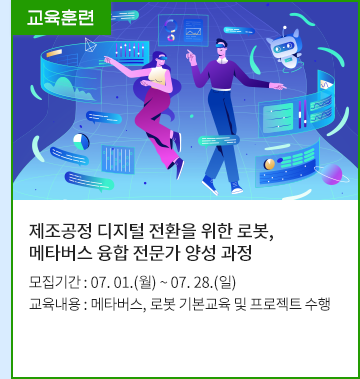 교육훈련
제조공정 디지털 전환을 위한 로봇,
메타버스 융합 전문가 양성 과정
모집기간 : 07. 01.(월) ~ 07. 28.(일)
교육내용 : 메타버스, 로봇 기본교육 및 프로젝트 수행